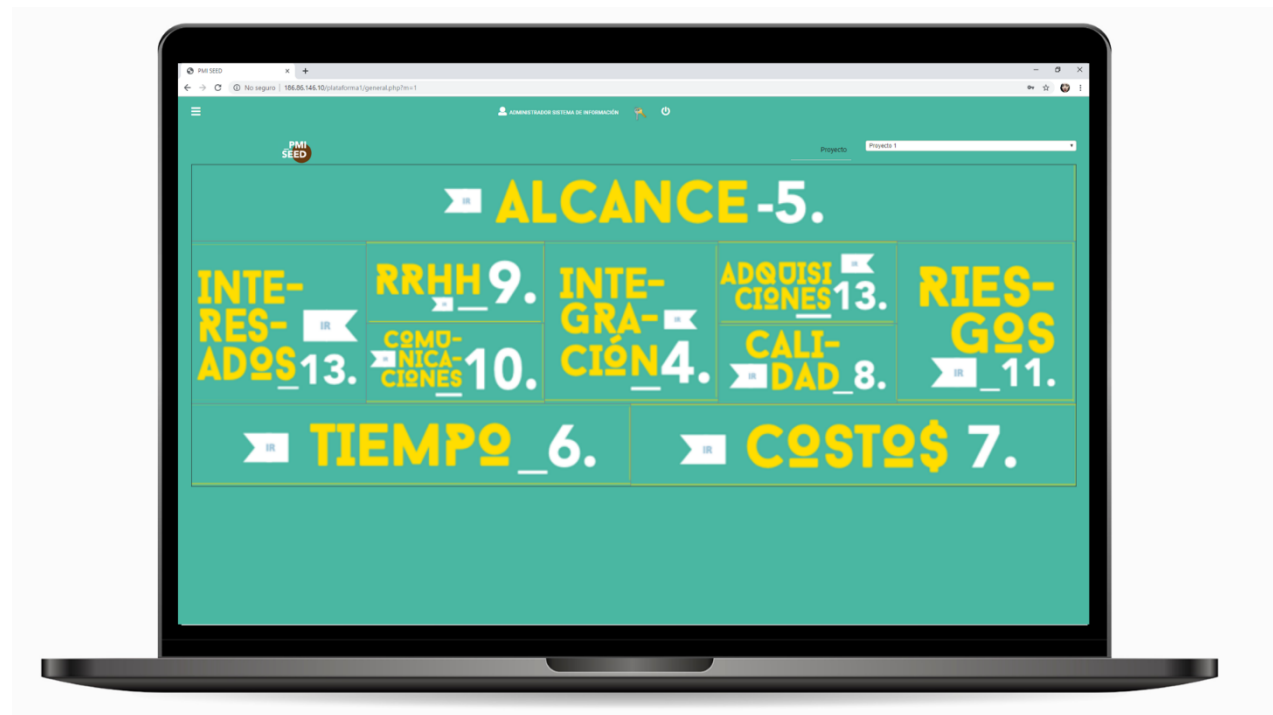 PMI SEED
No seguro | 186.86.146.10/plataforma1/general.php?m=1
ADMINISTRADOR SISTEMA DE INFORMACIÓN
PMI
SEED
Proyecto:
Proyecto 1
IR ALCANCE -5.
INTE-
RES- IR
ADOS_13.
RRHH 9.
IR
COMU-
IR NICA-
CIONES 10.
INTE-
GRA- IR
CIÓN_4.
ADQUISI IR
CIONES 13.
CALI-
IR DAD_8.
RIES-
GOS
IR _11.
IR TIEMPO_6.
IR COSTO$ 7.